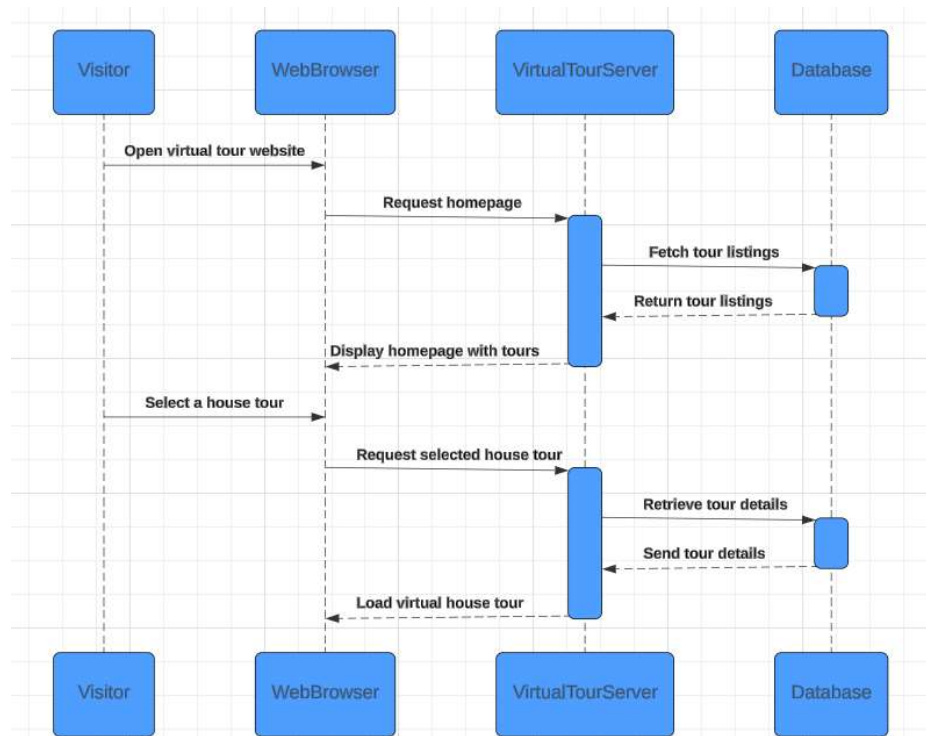 Visitor
WebBrowser
VirtualTourServer
Database
Open virtual tour website
Request homepage
Fetch tour listings
Return tour listings
Display homepage with tours
Select a house tour
Request selected house tour
Retrieve tour details
Send tour details
Load virtual house tour
Visitor
WebBrowser
VirtualTourServer
Database